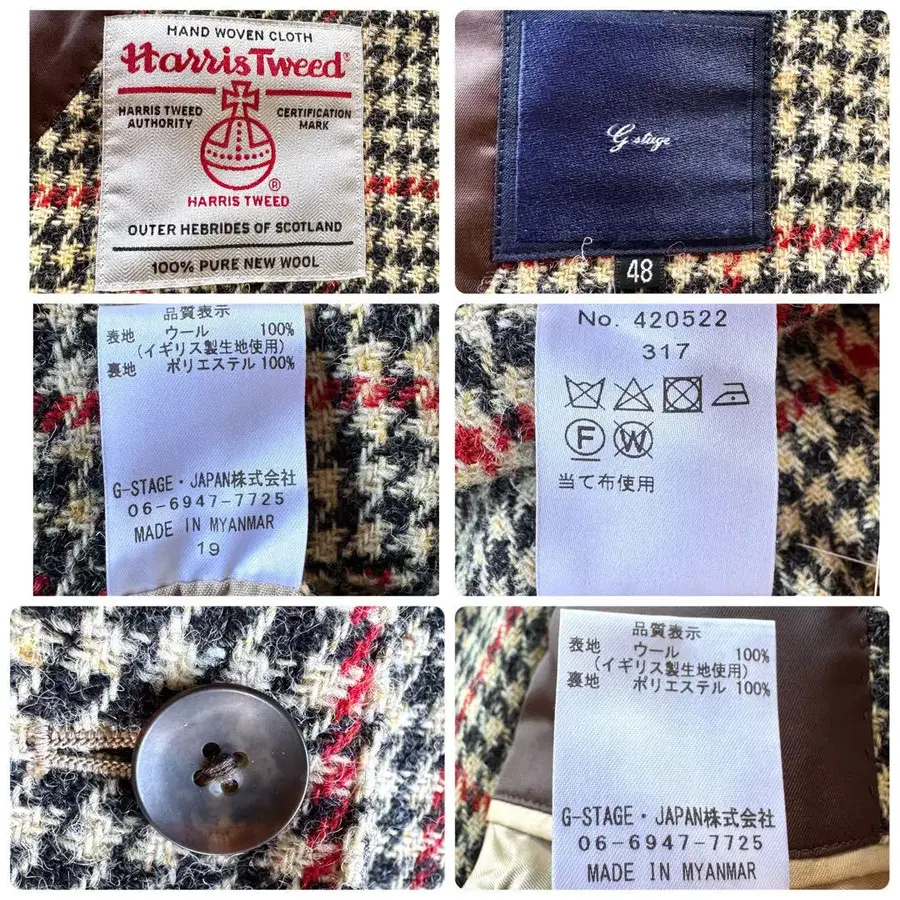 HAND WOVEN CLOTH
Harris Tweed®
HARRIS TWEED AUTHORITY
CERTIFICATION MARK
®
HARRIS TWEED
OUTER HEBRIDES OF SCOTLAND
100% PURE NEW WOOL
G stage
48
品質表示
表地 ウール 100%
(イギリス製生地使用)
裏地 ポリエステル 100%
G-STAGE・JAPAN株式会社
06-6947-7725
MADE IN MYANMAR
19
No. 420522
317
F
W
当て布使用
品質表示
表地 ウール 100%
(イギリス製生地使用)
裏地 ポリエステル 100%
G-STAGE・JAPAN株式会社
06-6947-7725
MADE IN MYANMAR